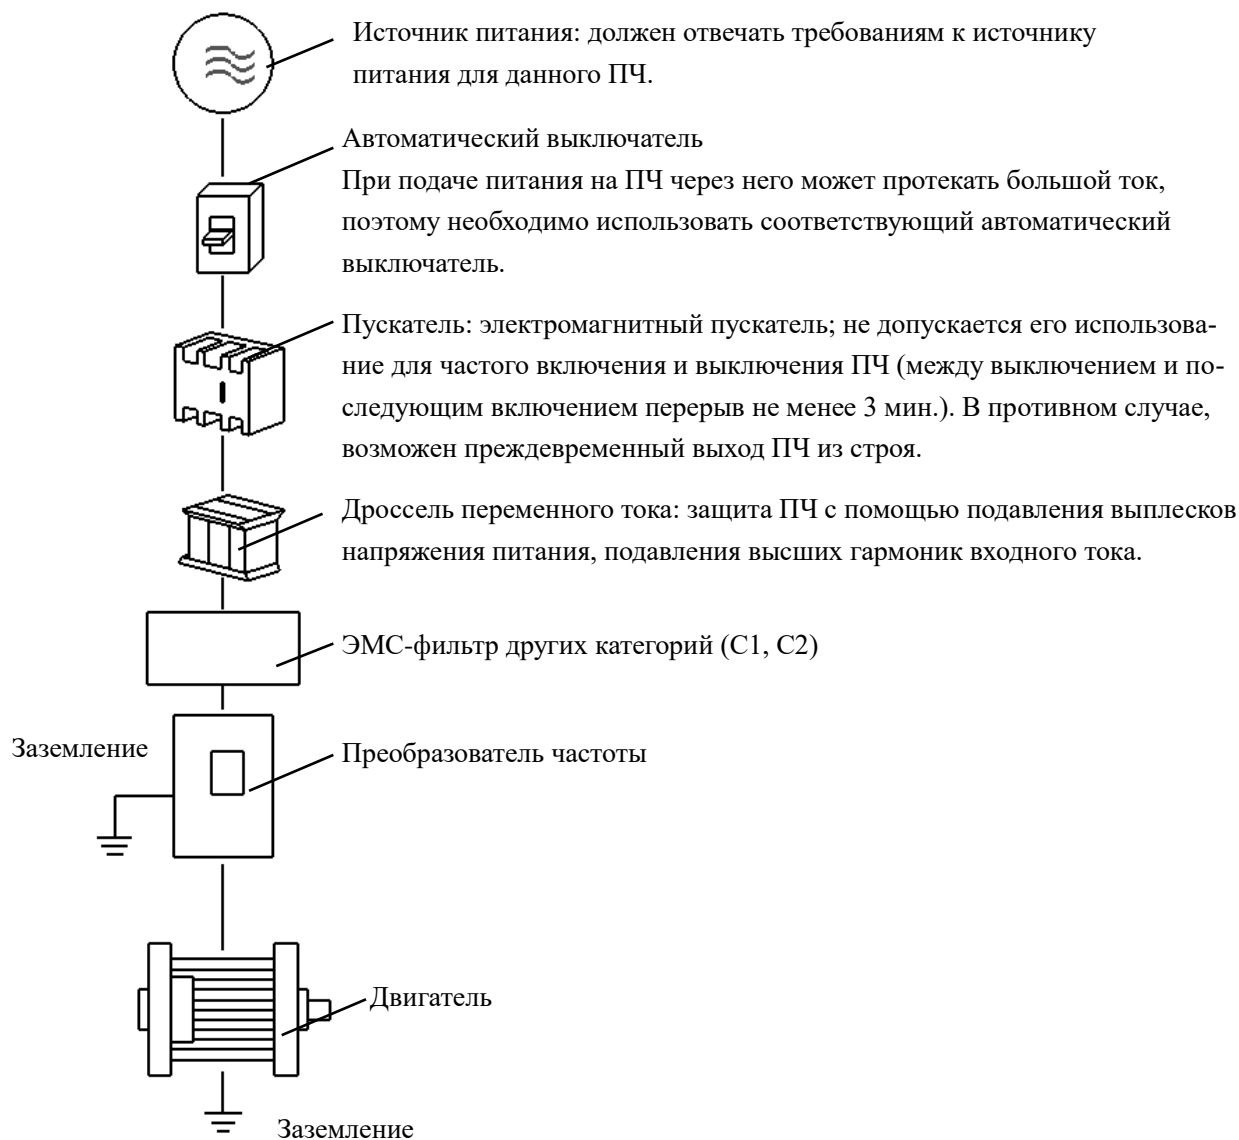 Источник питания: должен отвечать требованиям к источнику
питания для данного ПЧ.
Автоматический выключатель
При подаче питания на ПЧ через него может протекать большой ток,
поэтому необходимо использовать соответствующий автоматический
выключатель.
Пускатель: электромагнитный пускатель; не допускается его использова-
ние для частого включения и выключения ПЧ (между выключением и по-
следующим включением перерыв не менее 3 мин.). В противном случае,
возможен преждевременный выход ПЧ из строя.
Дроссель переменного тока: защита ПЧ с помощью подавления выплесков
напряжения питания, подавления высших гармоник входного тока.
ЭМС-фильтр других категорий (С1, С2)
Заземление
Преобразователь частоты
Двигатель
Заземление